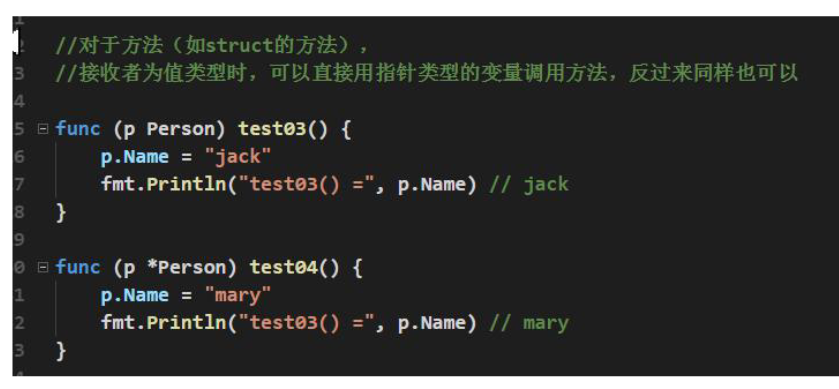 2 //对于方法（如struct的方法），
3 //接收者为值类型时，可以直接用指针类型的变量调用方法，反过来同样也可以
4
5 func (p Person) test03() {
6 p.Name = "jack"
7 fmt.Println("test03() =", p.Name) // jack
8 }
9
0 func (p *Person) test04() {
1 p.Name = "mary"
2 fmt.Println("test03() =", p.Name) // mary
3 }